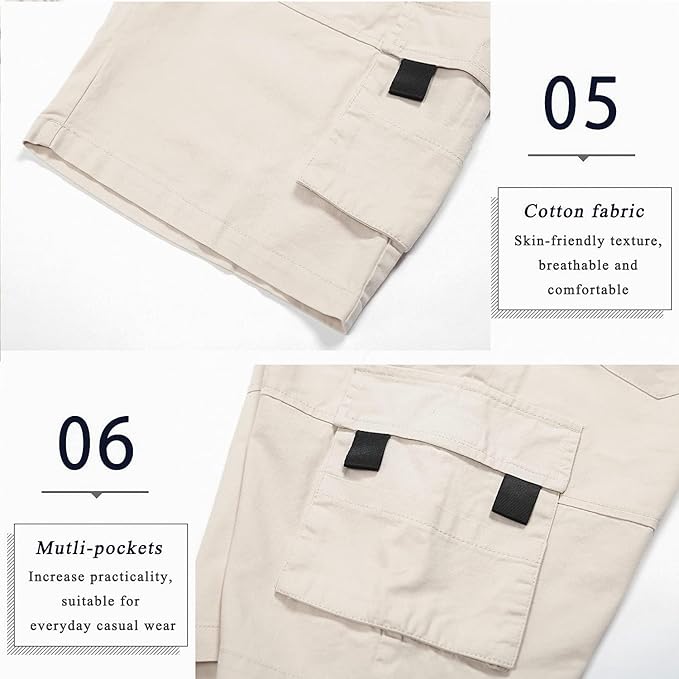 05
Cotton fabric
Skin-friendly texture,
breathable and
comfortable
06
Mutli-pockets
Increase practicality,
suitable for
everyday casual wear